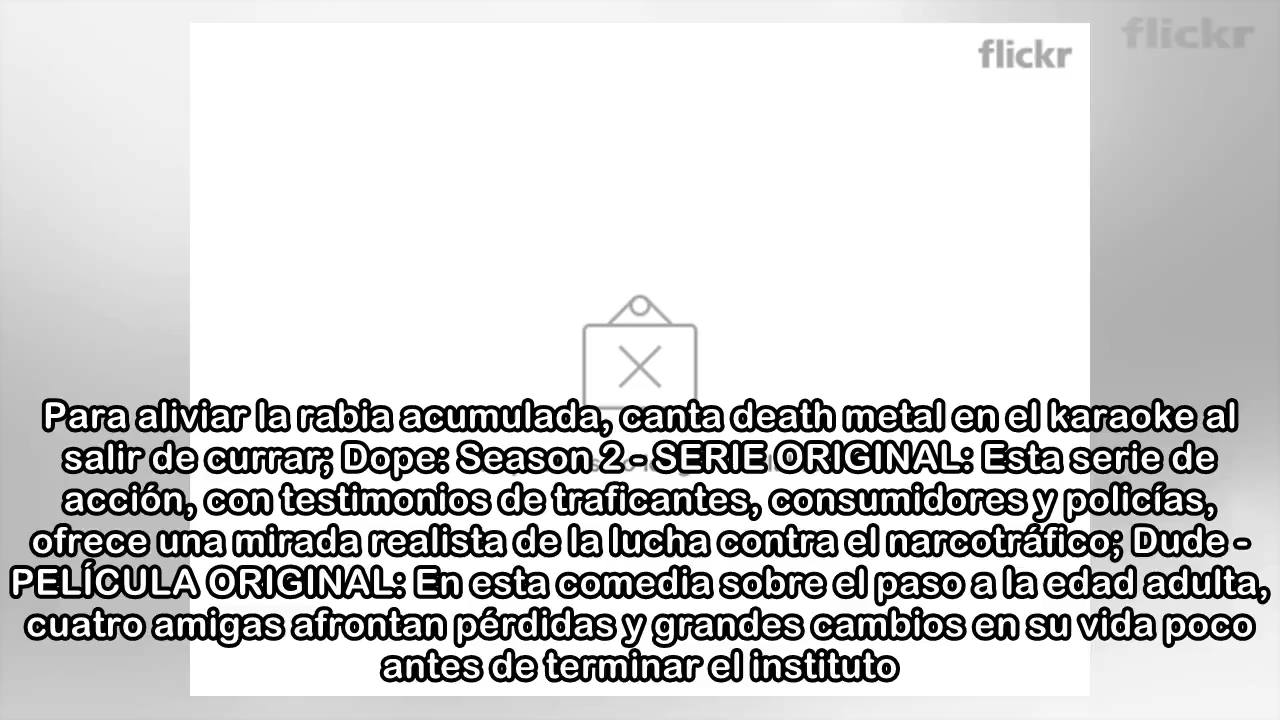 flickr
flickr
Para aliviar la rabia acumulada, canta death metal en el karaoke al
salir de currar; Dope: Season 2 - SERIE ORIGINAL: Esta serie de
acción, con testimonios de traficantes, consumidores y policías,
ofrece una mirada realista de la lucha contra el narcotráfico; Dude -
PELÍCULA ORIGINAL: En esta comedia sobre el paso a la edad adulta,
cuatro amigas afrontan pérdidas y grandes cambios en su vida poco
antes de terminar el instituto